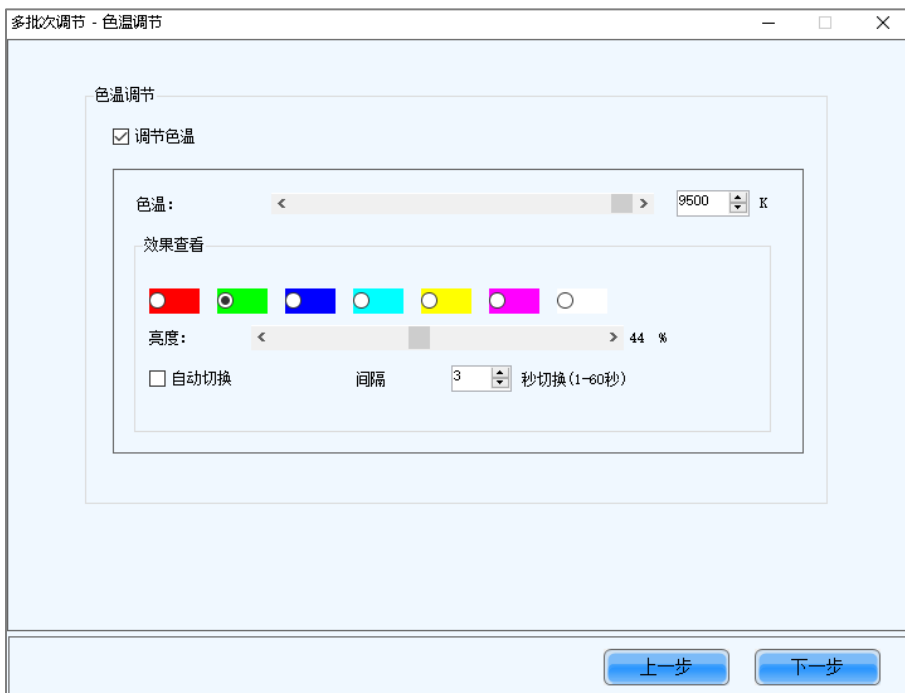 多批次调节 - 色温调节
色温调节
调节色温
色温: 9500 K
效果查看
亮度: 44 %
自动切换 间隔 3 秒切换(1-60秒)
上一步 下一步